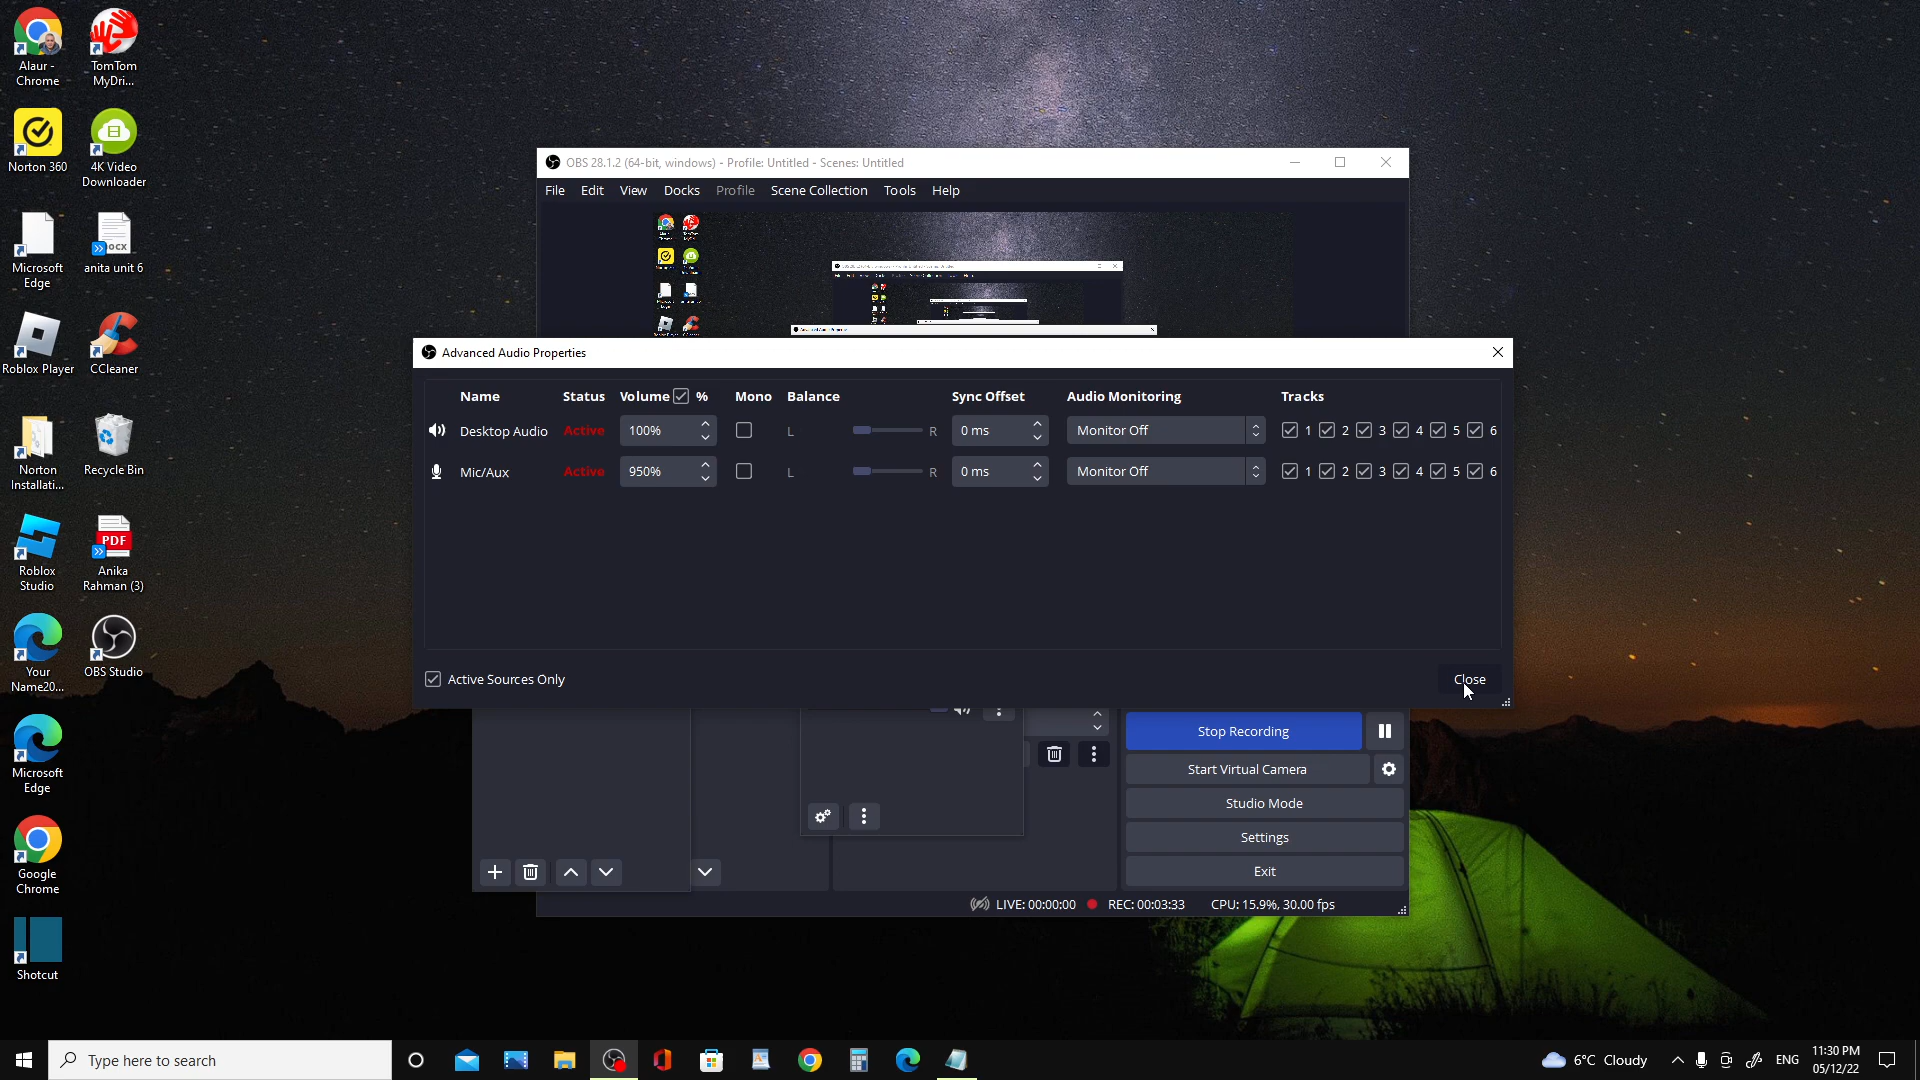 Alaur -
Chrome
TomTom
MyDri...
Norton 360
4K Video
Downloader
Microsoft
Edge
DOCX
anita unit 6
Roblox Player
CCleaner
Norton
Installati...
Recycle Bin
Roblox
Studio
PDF
Anika
Rahman (3)
Your
Name20...
OBS Studio
Microsoft
Edge
Google
Chrome
Shotcut
OBS 28.1.2 (64-bit, windows) - Profile: Untitled - Scenes: Untitled
File Edit View Docks Profile Scene Collection Tools Help
Advanced Audio Properties
Name Status Volume % Mono Balance Sync Offset Audio Monitoring Tracks
Desktop Audio Active 100% L R 0 ms Monitor Off 1 2 3 4 5 6
Mic/Aux Active 950% L R 0 ms Monitor Off 1 2 3 4 5 6
Active Sources Only
Close
Stop Recording
Start Virtual Camera
Studio Mode
Settings
Exit
LIVE: 00:00:00 REC: 00:03:33 CPU: 15.9%, 30.00 fps
Type here to search
6°C Cloudy
ENG
11:30 PM
05/12/22